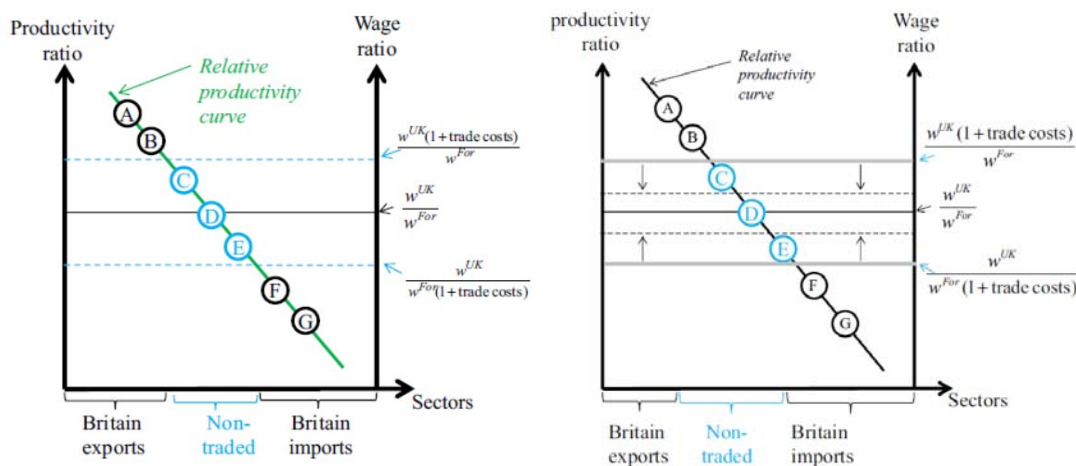 Productivity
ratio
Wage
ratio
Relative
productivity
curve
A
B
C
D
E
F
G
w^UK(1+trade costs)
w^For
w^UK
w^For
w^UK
w^For(1+trade costs)
Sectors
Britain
exports
Non-
traded
Britain
imports
productivity
ratio
Wage
ratio
Relative
productivity
curve
A
B
C
D
E
F
G
w^UK (1+trade costs)
w^For
w^UK
w^For
w^UK
w^For (1+trade costs)
Sectors
Britain
exports
Non-
traded
Britain
imports